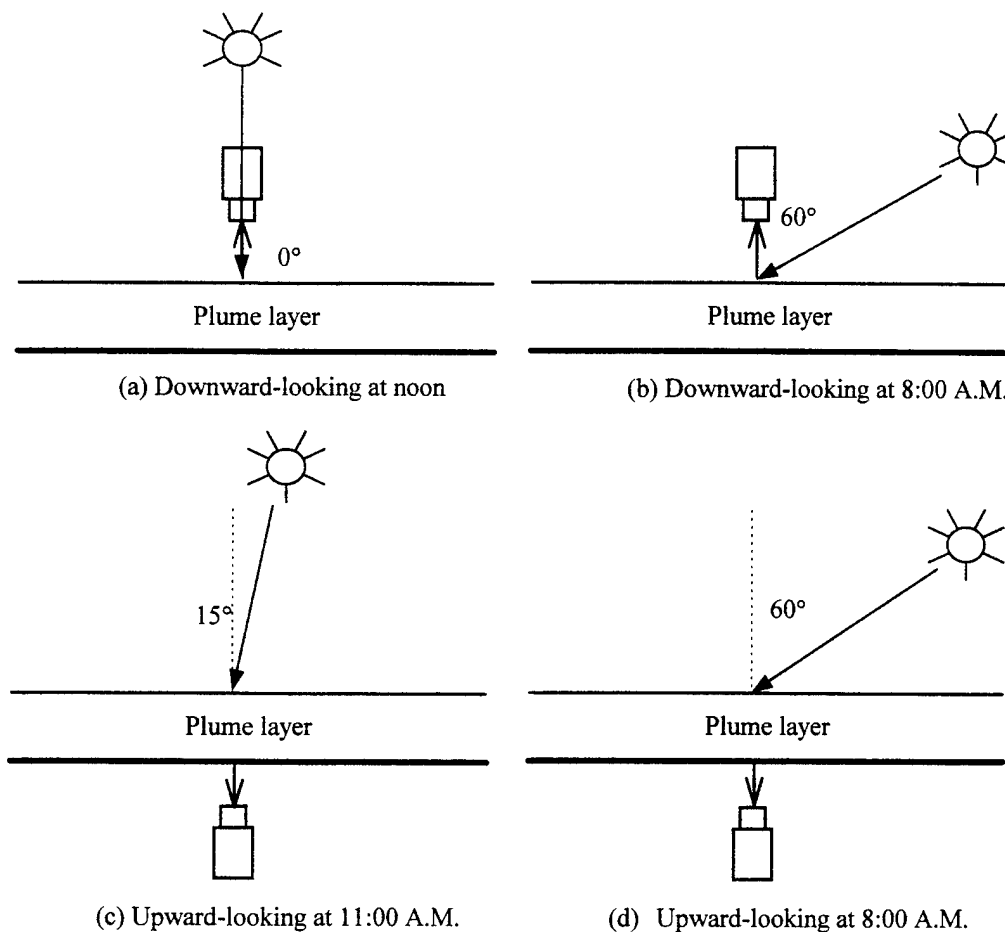 0°
Plume layer
(a) Downward-looking at noon
60°
Plume layer
(b) Downward-looking at 8:00 A.M.
15°
Plume layer
(c) Upward-looking at 11:00 A.M.
60°
Plume layer
(d) Upward-looking at 8:00 A.M.